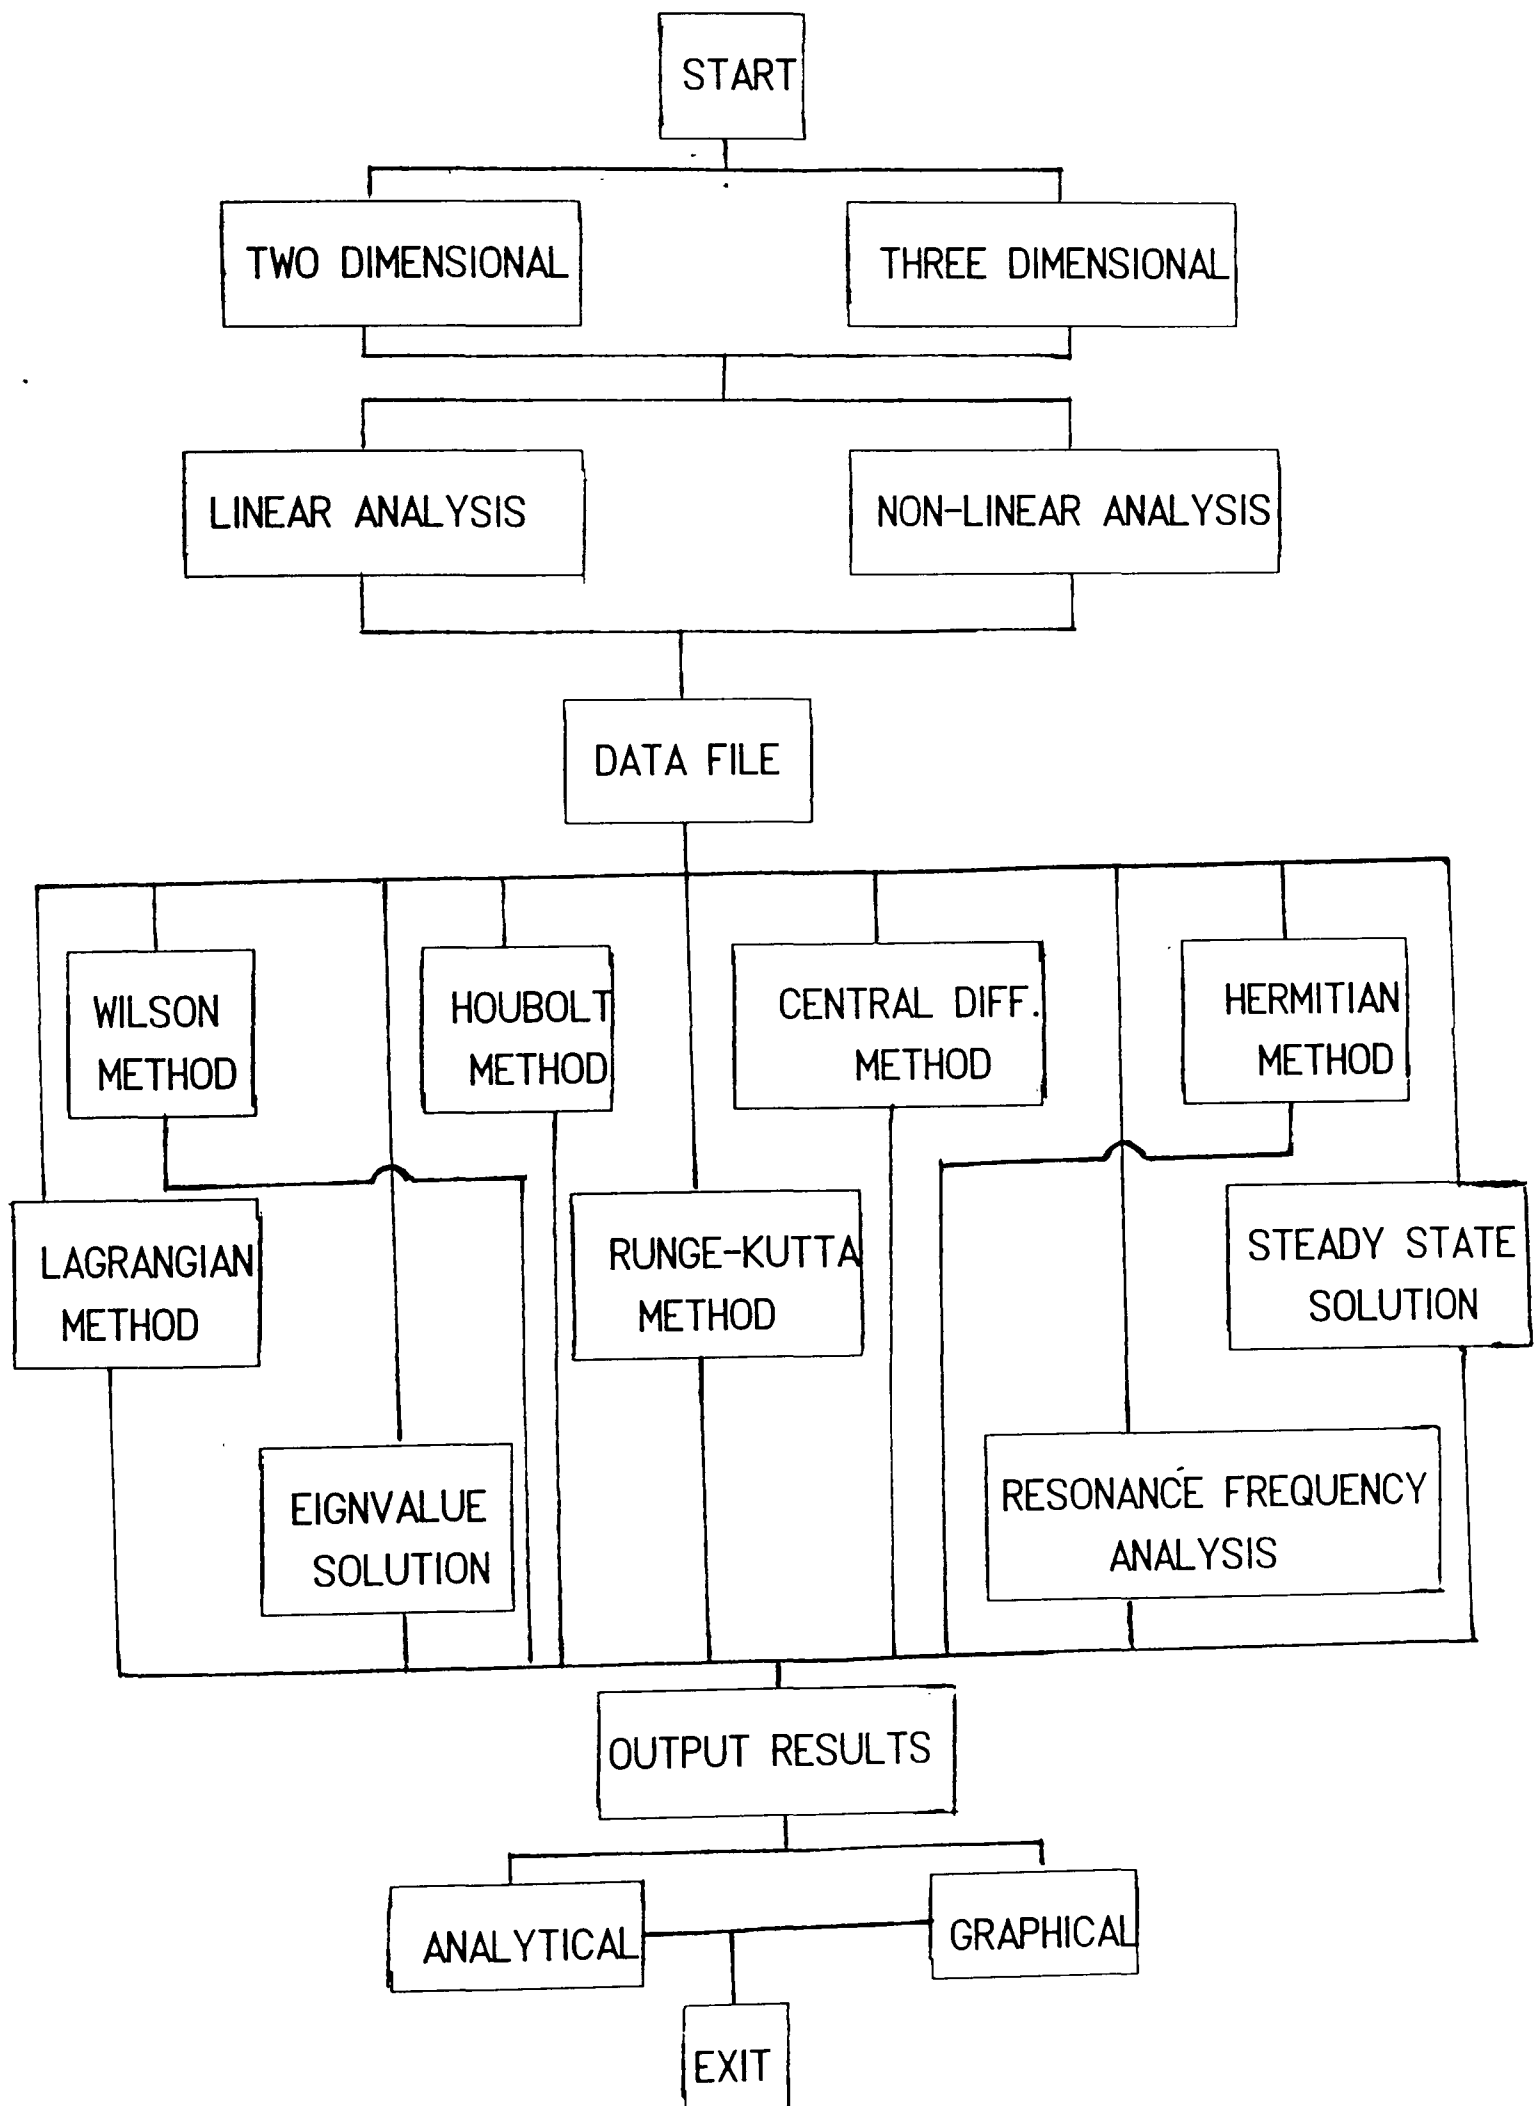 START
TWO DIMENSIONAL
THREE DIMENSIONAL
LINEAR ANALYSIS
NON-LINEAR ANALYSIS
DATA FILE
WILSON
METHOD
HOUBOLT
METHOD
CENTRAL DIFF.
METHOD
HERMITIAN
METHOD
LAGRANGIAN
METHOD
RUNGE-KUTTA
METHOD
STEADY STATE
SOLUTION
EIGNVALUE
SOLUTION
RESONANCE FREQUENCY
ANALYSIS
OUTPUT RESULTS
ANALYTICAL
GRAPHICAL
EXIT